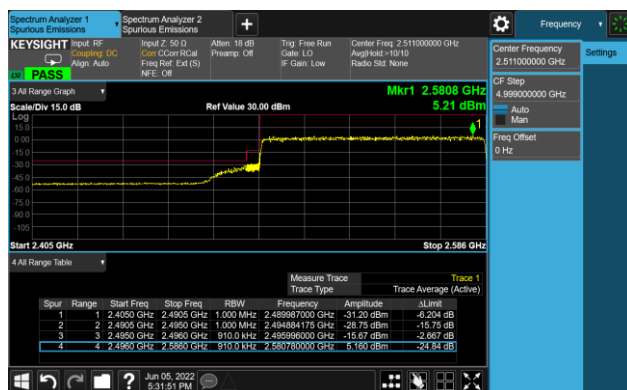 Spectrum Analyzer 1
Spurious Emissions
Spectrum Analyzer 2
Spurious Emissions
+
Frequency
KEYSIGHT
Input: RF
Coupling: DC
Align: Auto
Input Z: 50 Ω
Corr CCorr RCal
Freq Ref: Ext (S)
NFE: Off
Atten: 18 dB
Preamp: Off
Trig: Free Run
Gate: LO
IF Gain: Low
Center Freq: 2.511000000 GHz
Avg|Hold:>10/10
Radio Std: None
PASS
Center Frequency
2.511000000 GHz
Settings
CF Step
4.999000000 GHz
Auto
Man
Freq Offset
0 Hz
3 All Range Graph
Scale/Div 15.0 dB
Ref Value 30.00 dBm
Mkr1 2.5808 GHz
5.21 dBm
Log
15.0
0.00
-15.0
-30.0
-45.0
-60.0
-75.0
-90.0
-105
1
Start 2.405 GHz
Stop 2.586 GHz
4 All Range Table
Measure Trace Trace 1
Trace Type Trace Average (Active)
Spur Range Start Freq Stop Freq RBW Frequency Amplitude ΔLimit
1 1 2.4050 GHz 2.4905 GHz 1.000 MHz 2.489987000 GHz -31.20 dBm -6.204 dB
2 2 2.4905 GHz 2.4950 GHz 1.000 MHz 2.494884175 GHz -28.75 dBm -15.75 dB
3 3 2.4950 GHz 2.4960 GHz 910.0 kHz 2.495996000 GHz -15.67 dBm -2.667 dB
4 4 2.4960 GHz 2.5860 GHz 910.0 kHz 2.580780000 GHz 5.160 dBm -24.84 dB
?
Jun 05, 2022
5:31:51 PM